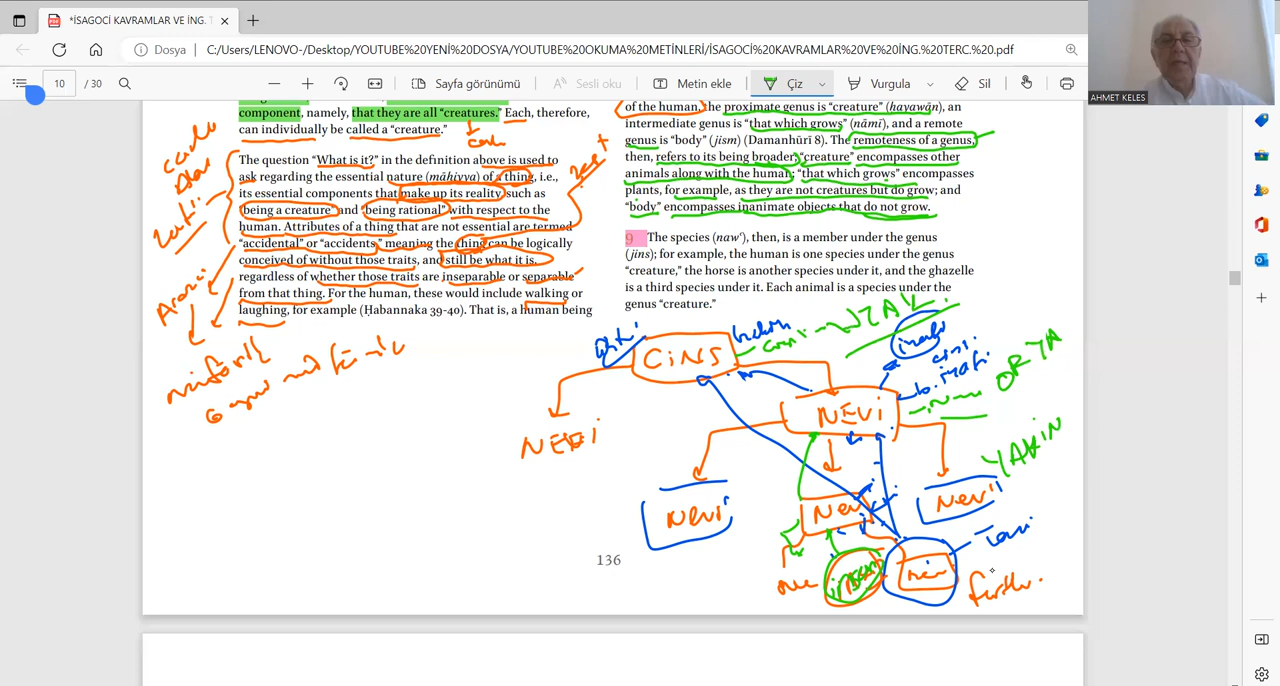 *İSAGOCİ KAVRAMLAR VE İNG. T
Dosya
C:/Users/LENOVO-/Desktop/YOUTUBE%20YENİ%20DOSYA/YOUTUBE%20OKUMA%20METİNLERİ/İSAGOCİ%20KAVRAMLAR%20VE%20İNG.%20TERC.%20.pdf
10 / 30
Sayfa görünümü
Sesli oku
Metin ekle
Çiz
Vurgula
Sil
AHMET KELES
component, namely, that they are all “creatures.” Each, therefore,
can individually be called a “creature.”
The question “What is it?” in the definition above is used to
ask regarding the essential nature (māhiyya) of a thing, i.e.,
its essential components that make up its reality, such as
“being a creature” and “being rational” with respect to the
human. Attributes of a thing that are not essential are termed
“accidental” or “accidents,” meaning the thing can be logically
conceived of without those traits, and still be what it is,
regardless of whether those traits are inseparable or separable
from that thing. For the human, these would include walking or
laughing, for example (Ḥabannaka 39-40). That is, a human being
of the human, the proximate genus is “creature” (ḥayawān), an
intermediate genus is “that which grows” (nāmī), and a remote
genus is “body” (jism) (Damanhūrī 8). The remoteness of a genus,
then, refers to its being broader; “creature” encompasses other
animals along with the human; “that which grows” encompasses
plants, for example, as they are not creatures but do grow; and
“body” encompasses inanimate objects that do not grow.
9 The species (naw‘), then, is a member under the genus
(jins); for example, the human is one species under the genus
“creature,” the horse is another species under it, and the ghazelle
is a third species under it. Each animal is a species under the
genus “creature.”
CİNS
NEVİ
ORTA
YAKIN
Nevi
Nevi
136